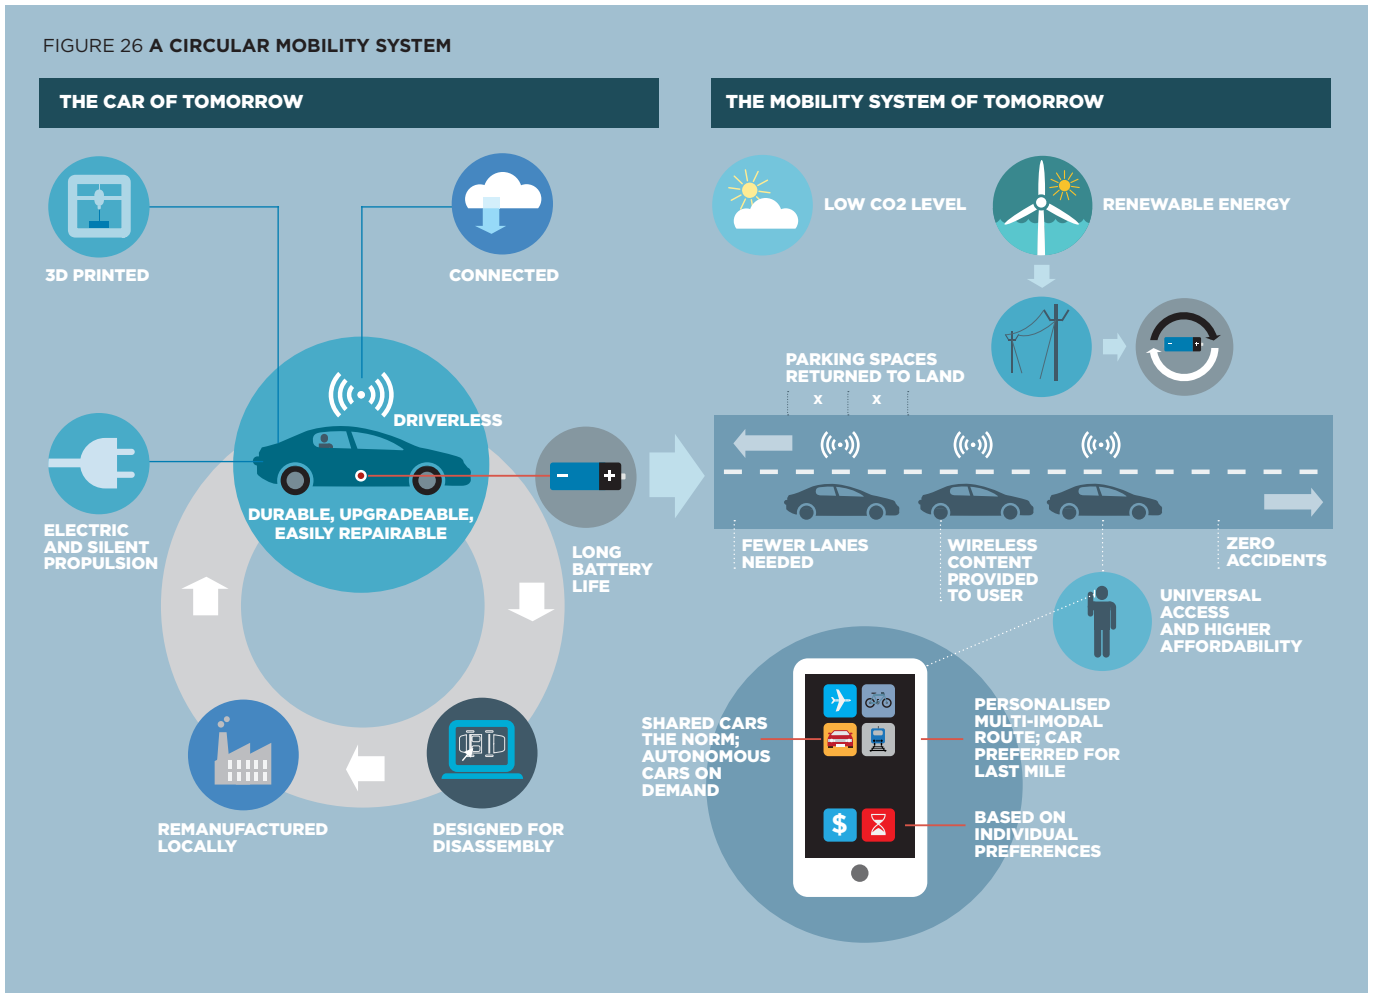 FIGURE 26 A CIRCULAR MOBILITY SYSTEM
THE CAR OF TOMORROW
3D PRINTED
CONNECTED
DRIVERLESS
DURABLE, UPGRADEABLE,
EASILY REPAIRABLE
ELECTRIC
AND SILENT
PROPULSION
- +
LONG
BATTERY
LIFE
REMANUFACTURED
LOCALLY
DESIGNED FOR
DISASSEMBLY
THE MOBILITY SYSTEM OF TOMORROW
LOW CO2 LEVEL
RENEWABLE ENERGY
- +
PARKING SPACES
RETURNED TO LAND
x x
FEWER LANES
NEEDED
WIRELESS
CONTENT
PROVIDED
TO USER
ZERO
ACCIDENTS
UNIVERSAL
ACCESS
AND HIGHER
AFFORDABILITY
SHARED CARS
THE NORM;
AUTONOMOUS
CARS ON
DEMAND
PERSONALISED
MULTI-IMODAL
ROUTE; CAR
PREFERRED FOR
LAST MILE
$
BASED ON
INDIVIDUAL
PREFERENCES